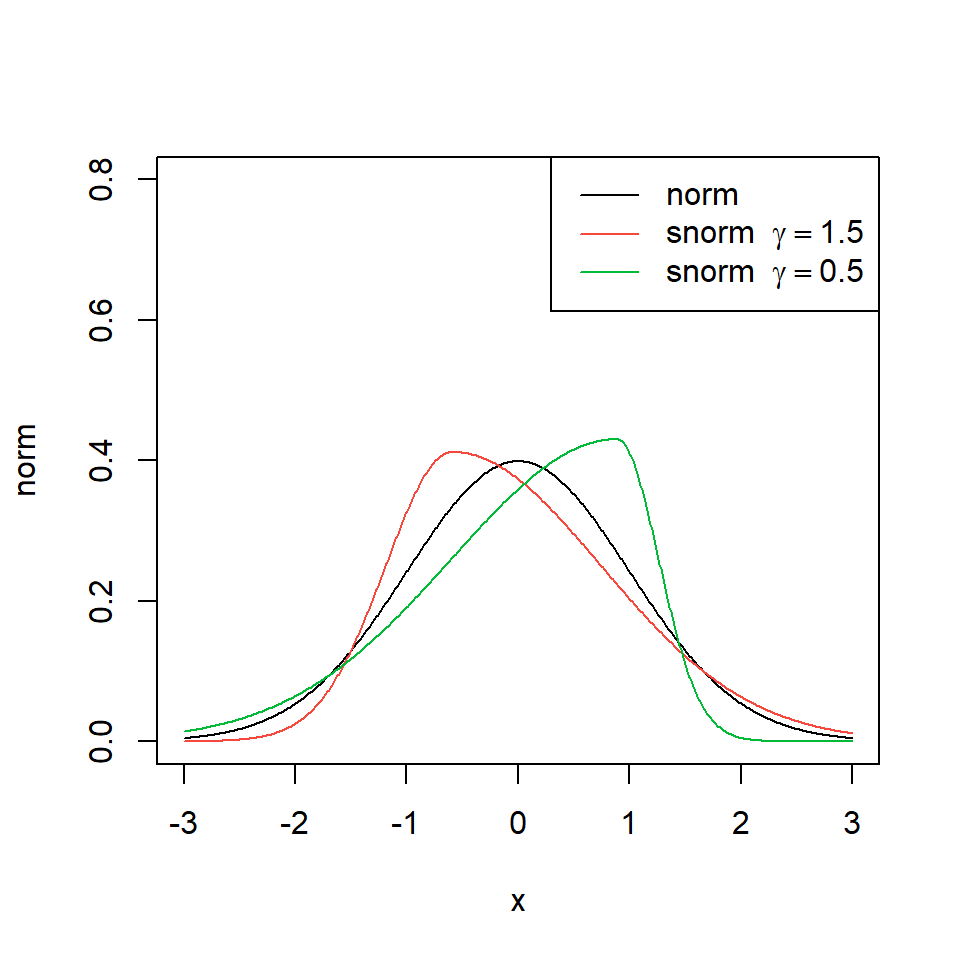 norm
snorm γ = 1.5
snorm γ = 0.5
0.8
0.6
0.4
0.2
0.0
norm
-3 -2 -1 0 1 2 3
x